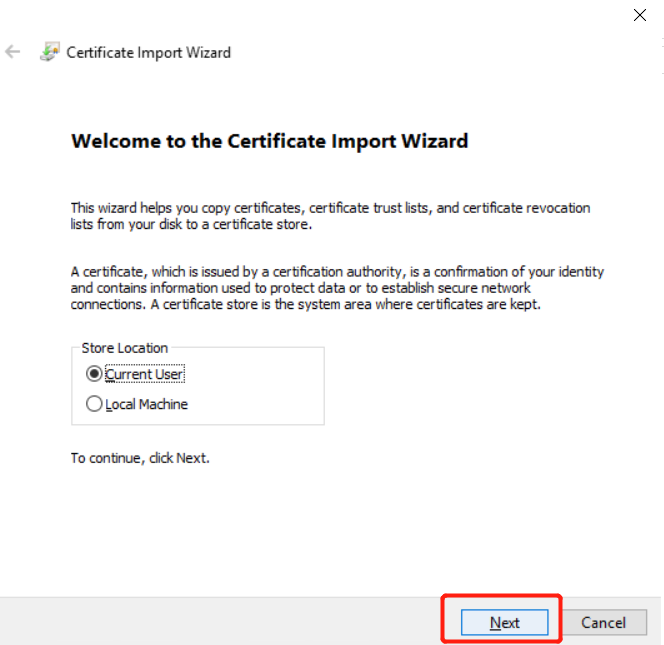 Certificate Import Wizard
Welcome to the Certificate Import Wizard
This wizard helps you copy certificates, certificate trust lists, and certificate revocation
lists from your disk to a certificate store.
A certificate, which is issued by a certification authority, is a confirmation of your identity
and contains information used to protect data or to establish secure network
connections. A certificate store is the system area where certificates are kept.
Store Location
Current User
Local Machine
To continue, click Next.
Next
Cancel